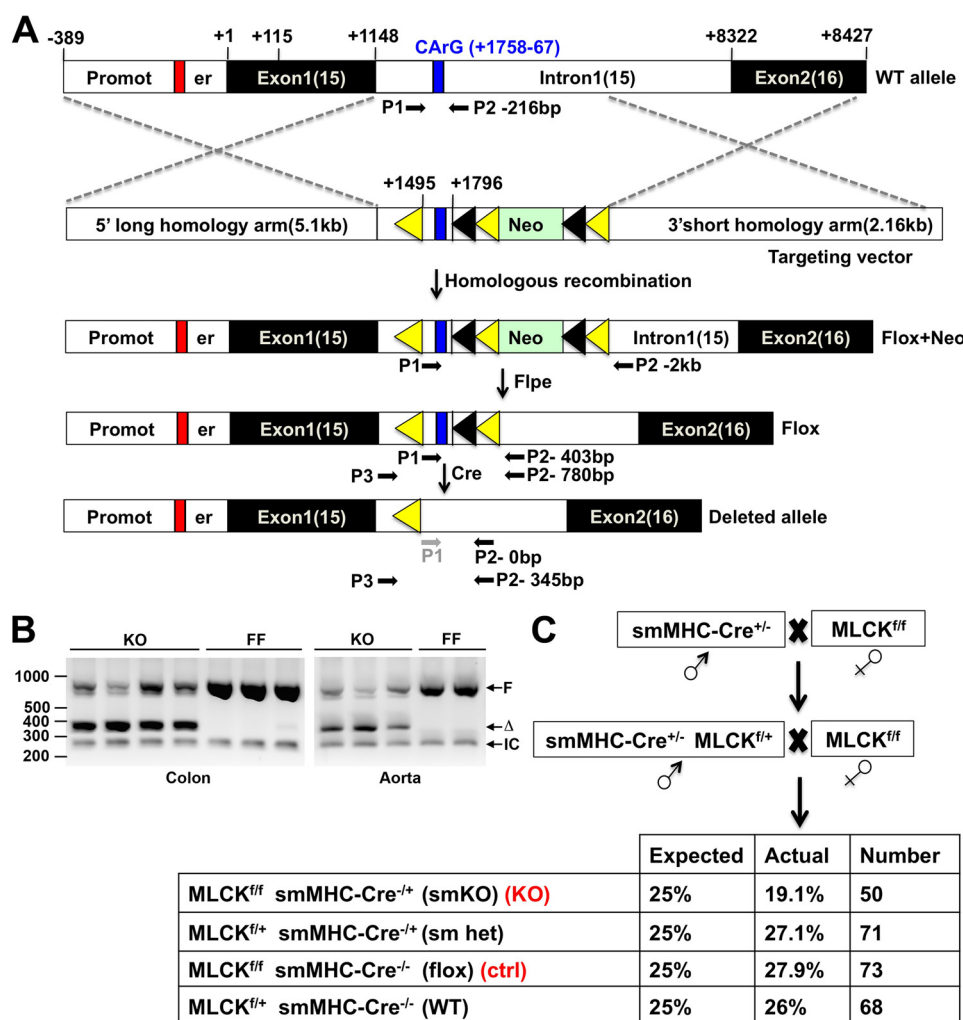 A
-389
+1
+115
+1148
CArG (+1758-67)
+8322
+8427
Promot er Exon1(15) Intron1(15) Exon2(16) WT allele
P1 P2 -216bp
+1495 +1796
5' long homology arm(5.1kb) Neo 3'short homology arm(2.16kb)
Targeting vector
Homologous recombination
Promot er Exon1(15) Neo Intron1(15) Exon2(16) Flox+Neo
P1 P2 -2kb
Flpe
Promot er Exon1(15) Exon2(16) Flox
P1 P2- 403bp
P3 Cre P2- 780bp
Promot er Exon1(15) Exon2(16) Deleted allele
P1 P2- 0bp
P3 P2- 345bp
B
KO FF KO FF
1000
500
400
300
200
F
Δ
IC
Colon Aorta
C
smMHC-Cre+/- MLCKf/f
smMHC-Cre+/- MLCKf/+ MLCKf/f
Expected Actual Number
MLCKf/f smMHC-Cre-/+ (smKO) (KO) 25% 19.1% 50
MLCKf/+ smMHC-Cre-/+ (sm het) 25% 27.1% 71
MLCKf/f smMHC-Cre-/- (flox) (ctrl) 25% 27.9% 73
MLCKf/+ smMHC-Cre-/- (WT) 25% 26% 68